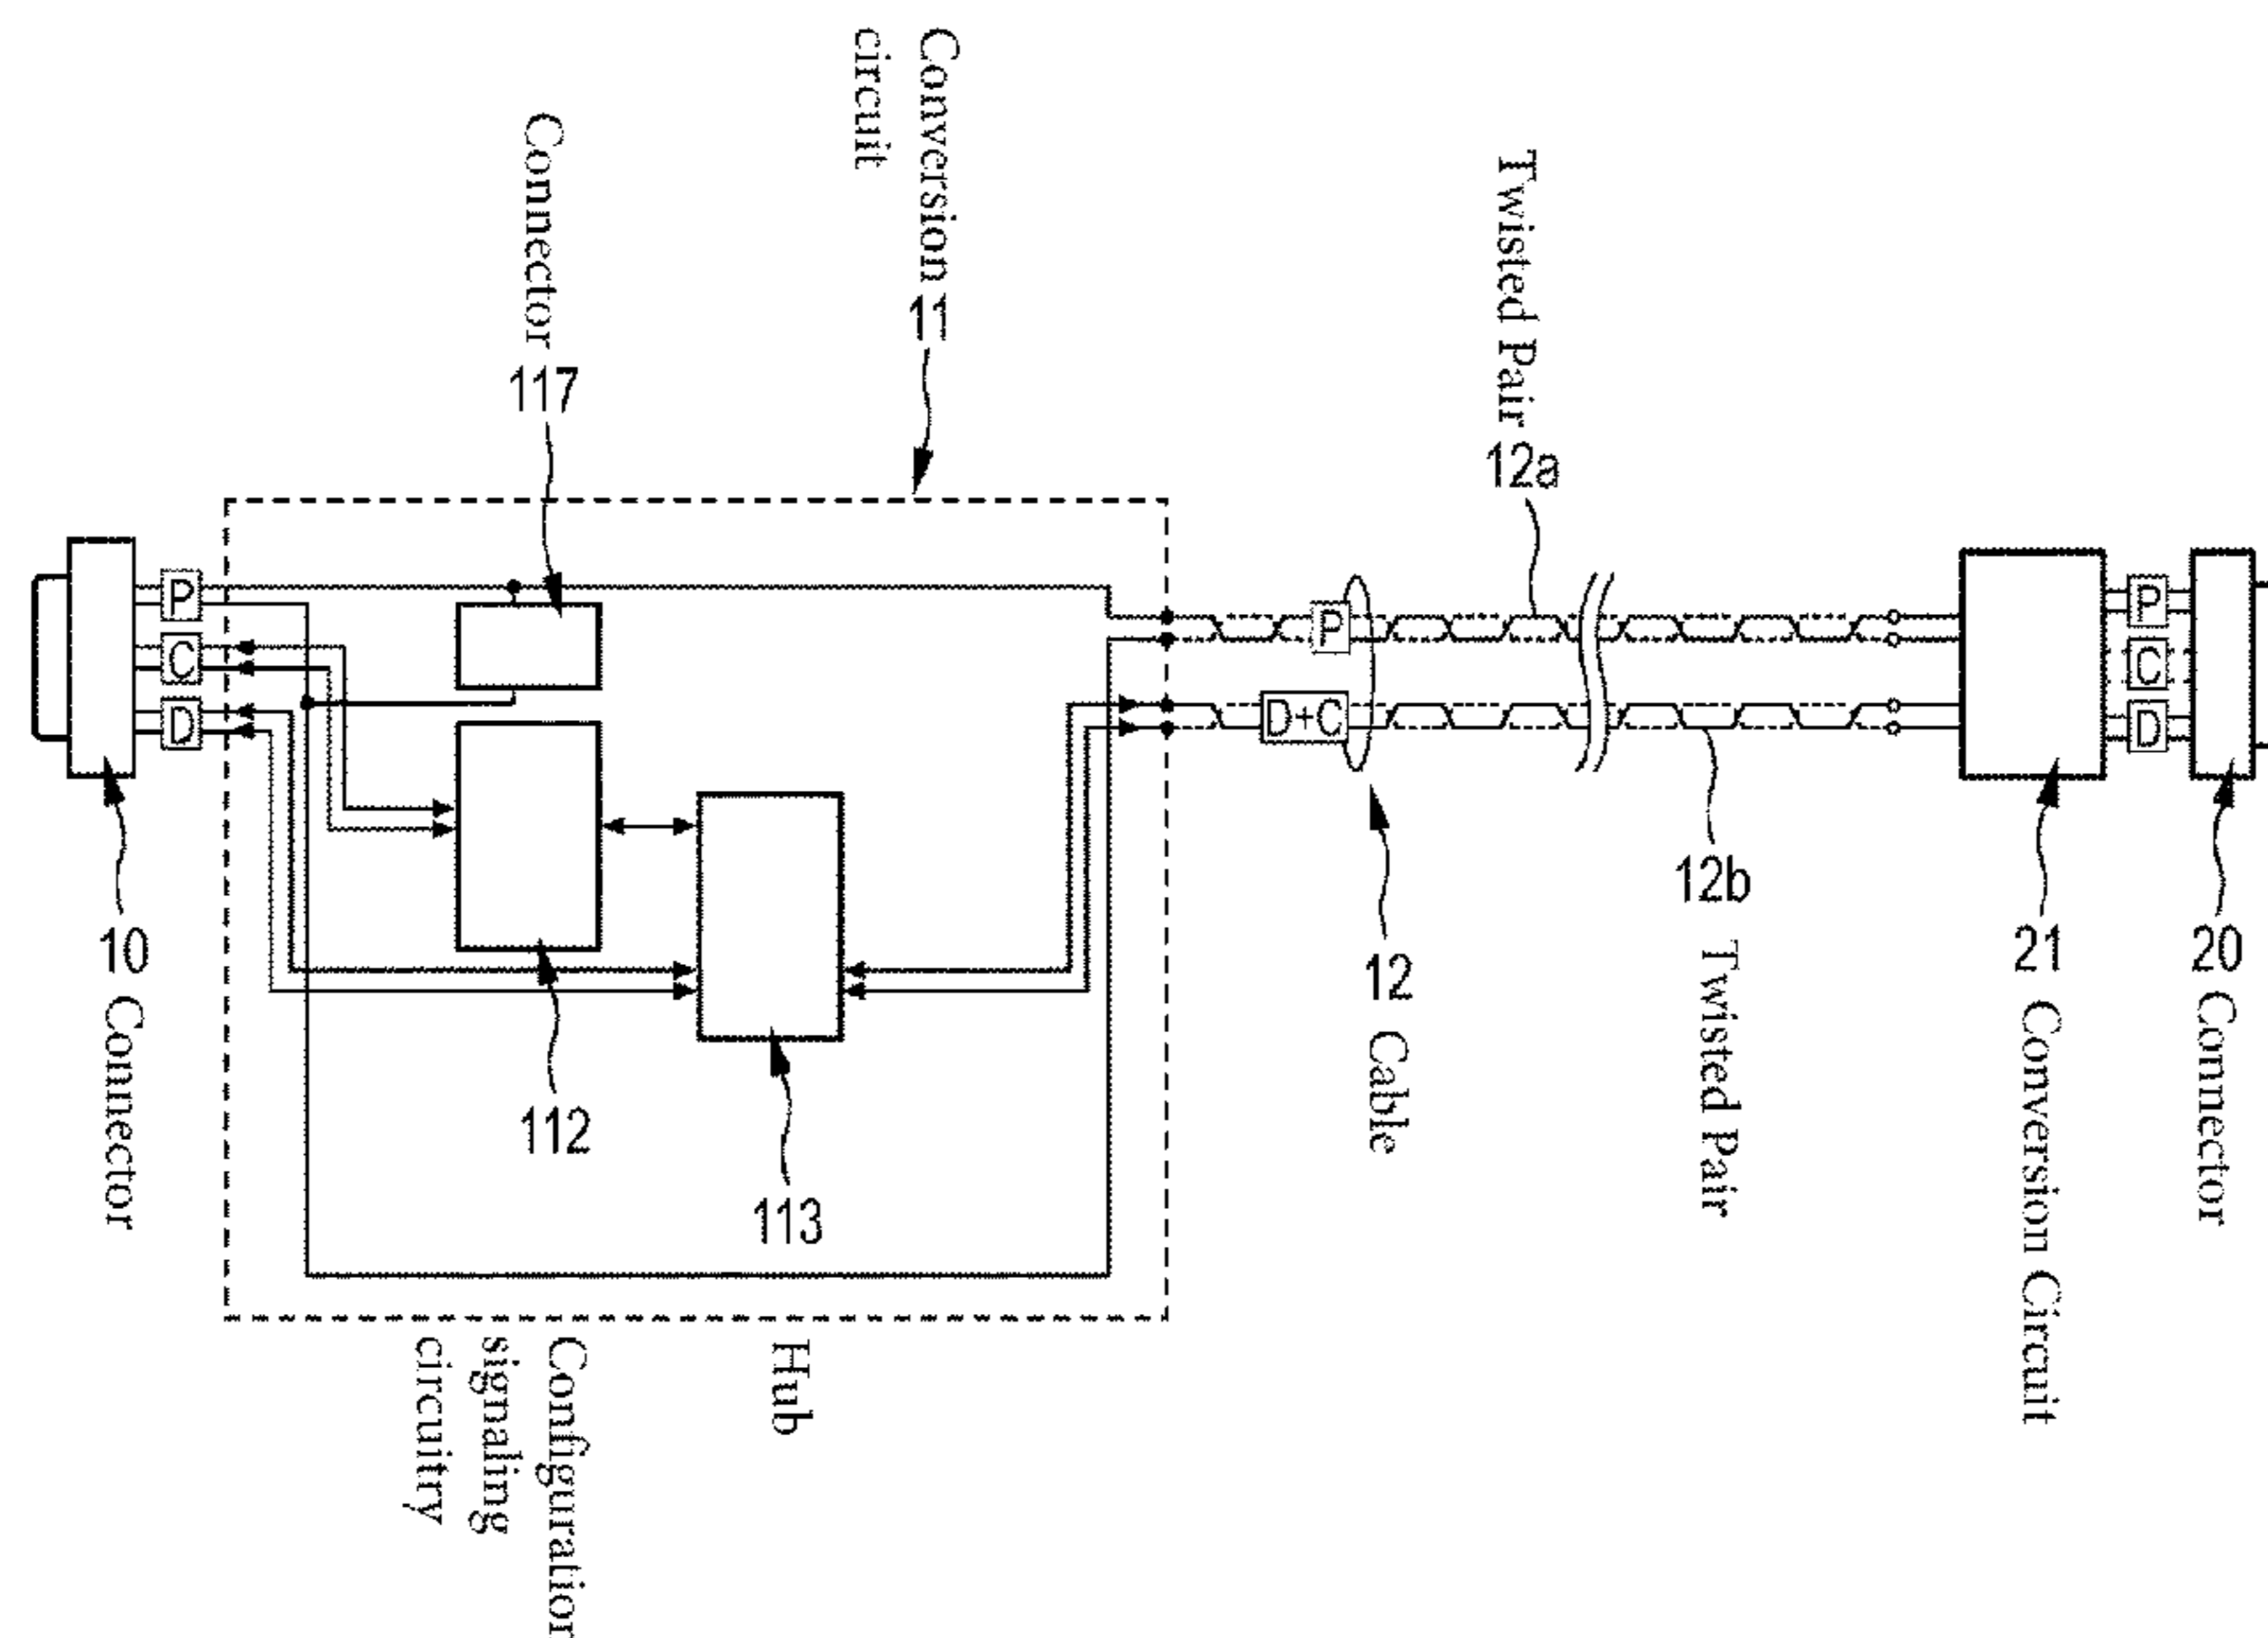 Conversion 11
circuit
Connector 117
Twisted Pair 12a
P
C
D
P
D+C
P
C
D
10 Connector
112
113
12 Cable
12b Twisted Pair
21 Conversion Circuit
20 Connector
Configuration
signaling
circuitry
Hub